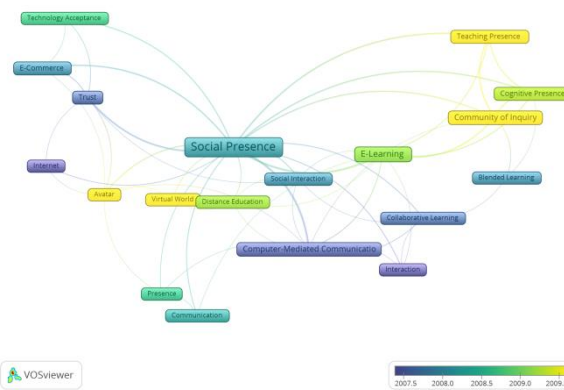 Technology Acceptance
Teaching Presence
E-Commerce
Cognitive Presence
Trust
Community of Inquiry
Social Presence
E-Learning
Internet
Social Interaction
Blended Learning
Avatar
Virtual World
Distance Education
Collaborative Learning
Computer-Mediated Communicatio
Interaction
Presence
Communication
VOSviewer
2007.5 2008.0 2008.5 2009.0 2009.